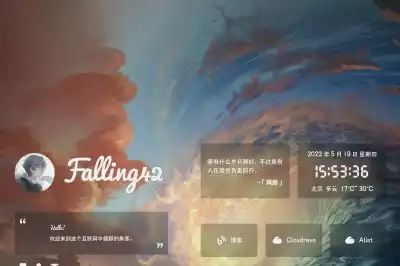 Falling42
哪有什么岁月静好，不过是有
人在替你负重前行。
-「网络」
2022 年 5 月 19 日 星期四
15:53:36
北京 多云 17℃~30℃
“
Hello!
欢迎来到这个互联网中偏僻的角落。
”
博客
Cloudreve
Alist